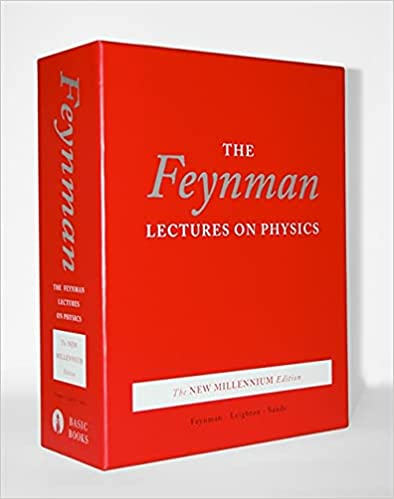 THE
Feynman
LECTURES ON PHYSICS
The NEW MILLENNIUM Edition
Feynman · Leighton · Sands
Feynman
THE FEYNMAN
LECTURES
ON PHYSICS
The NEW
MILLENNIUM
Edition
BASIC
BOOKS